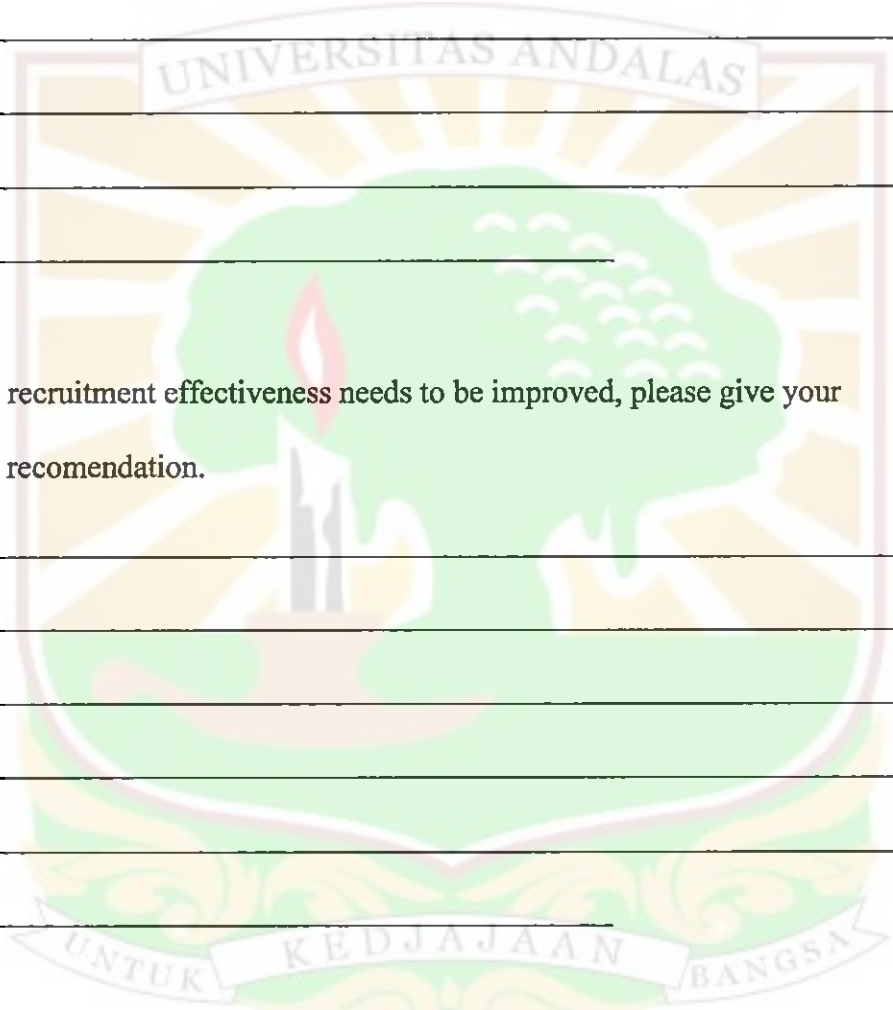 UNIVERSITAS ANDALAS
recruitment effectiveness needs to be improved, please give your
recomendation.
UNTUK KEDJAJAAN BANGSA